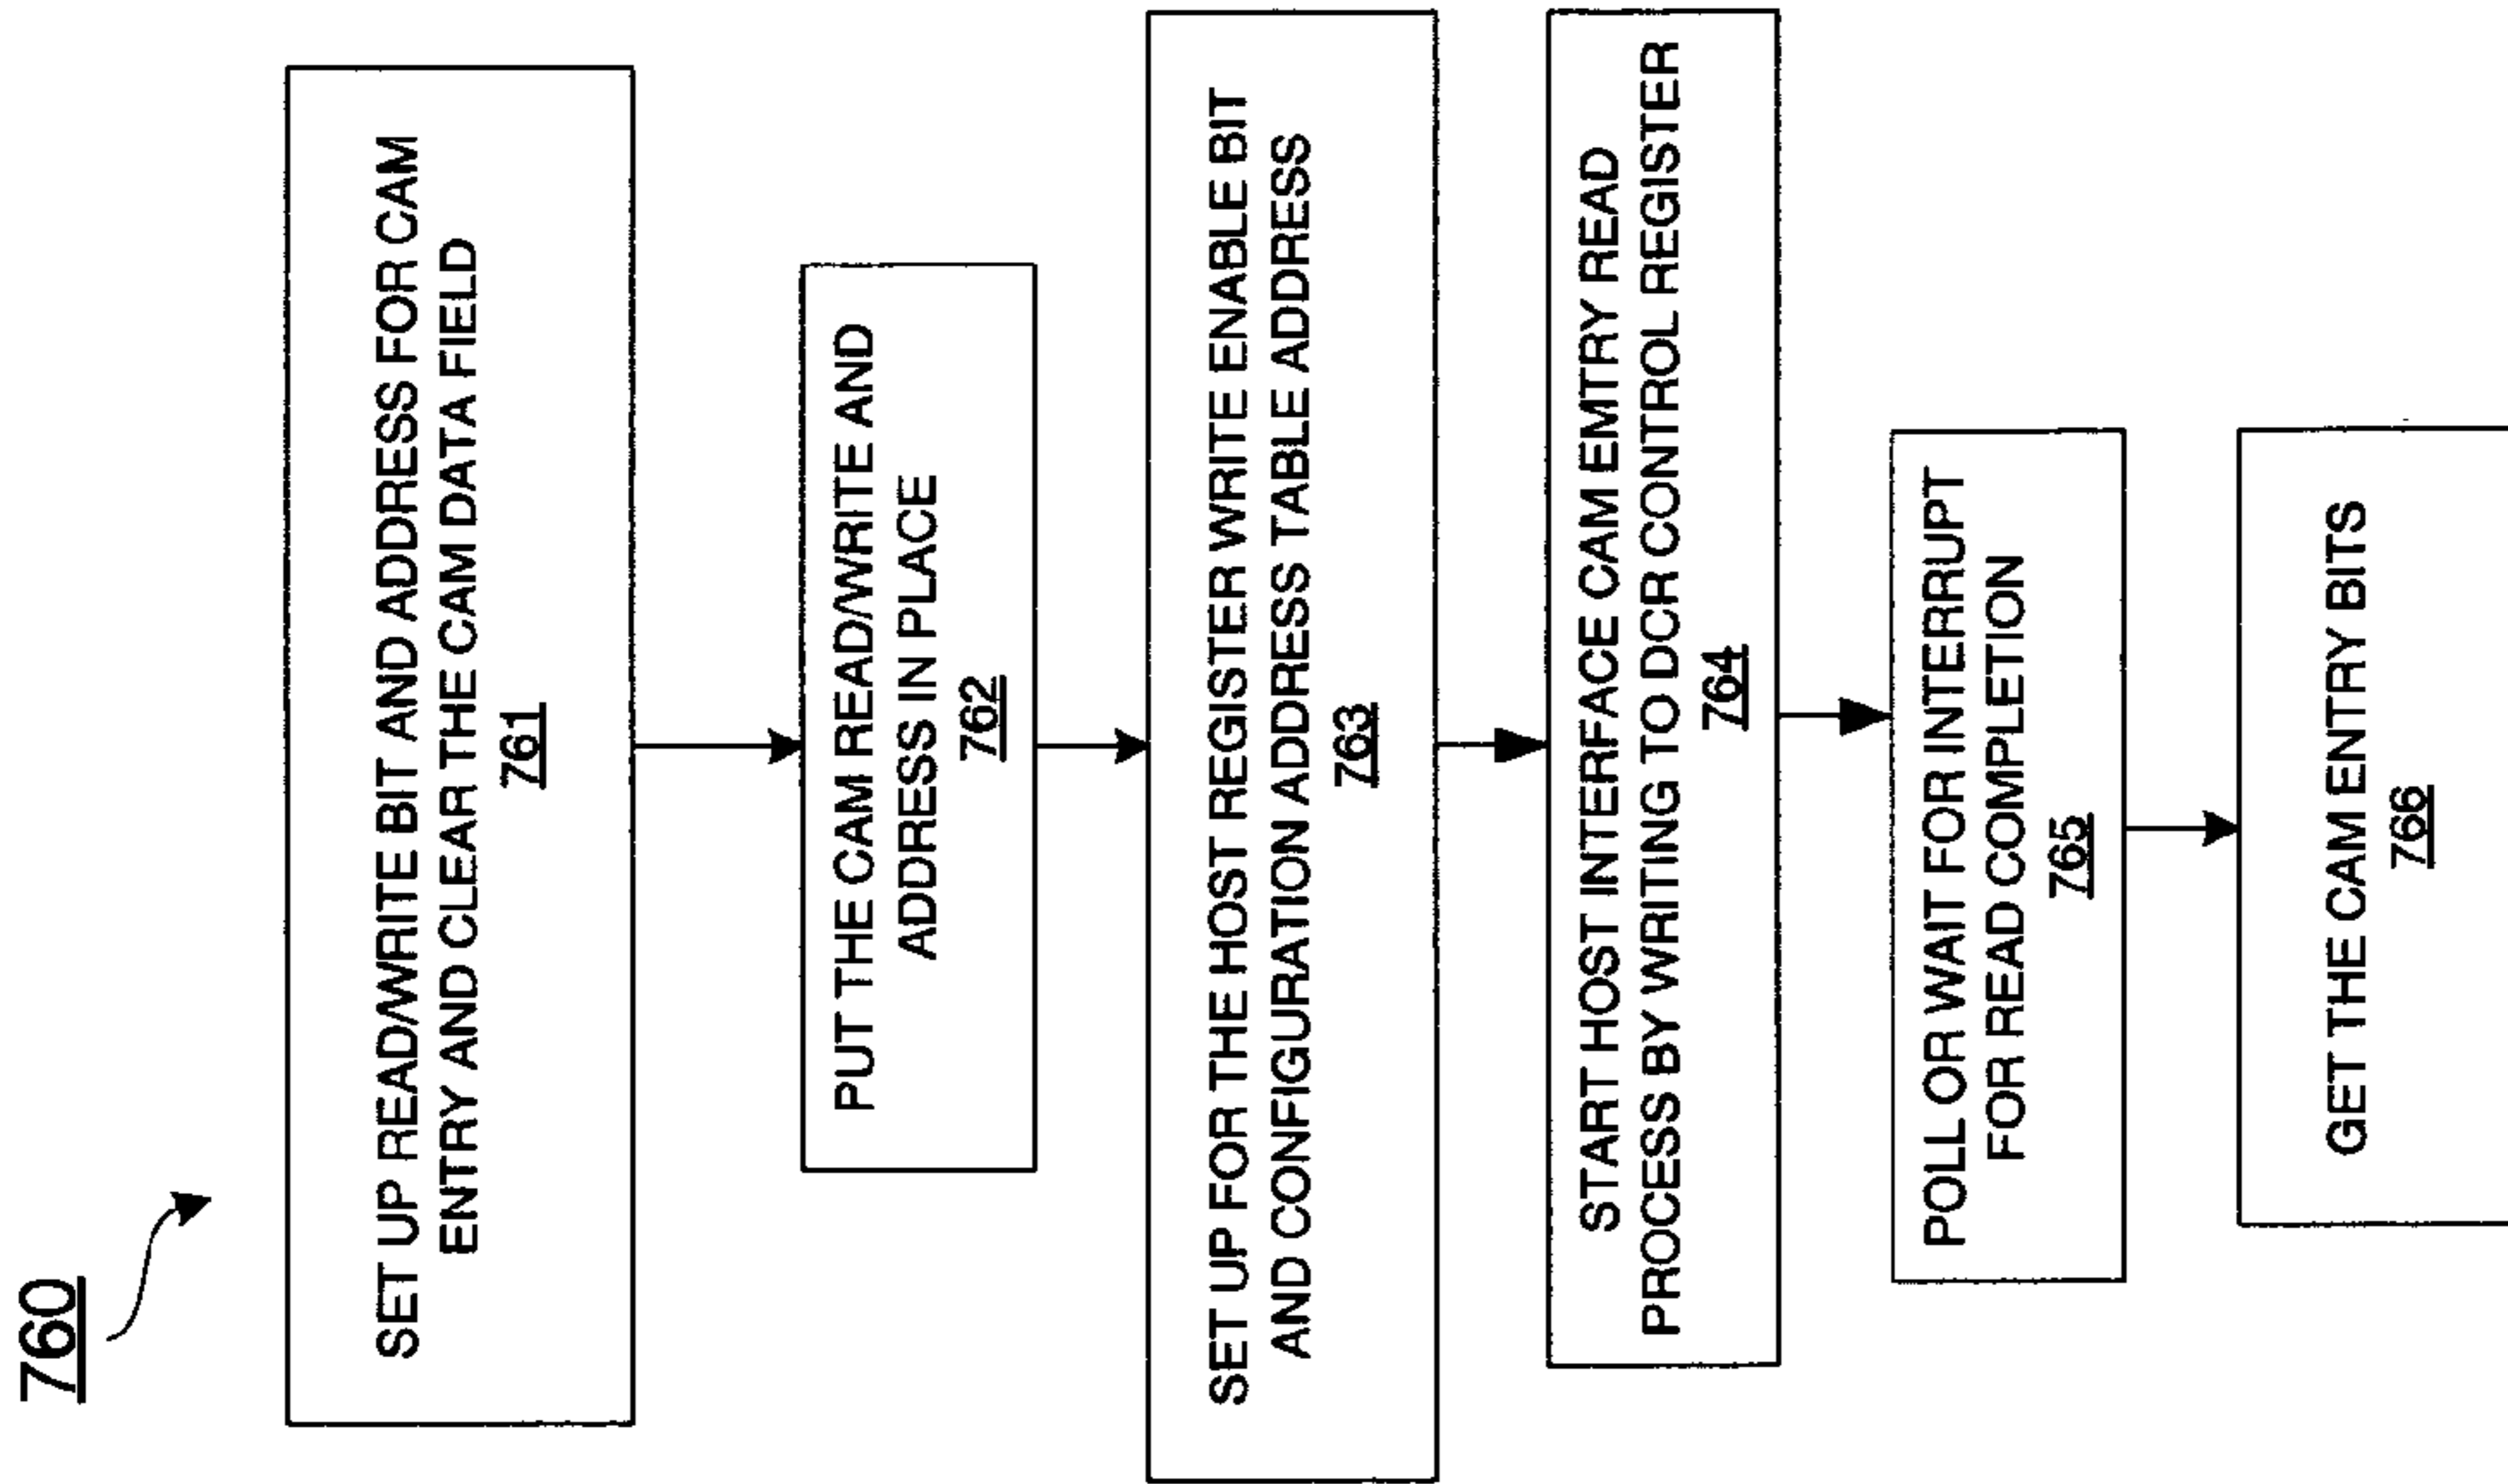 760
SET UP READ/WRITE BIT AND ADDRESS FOR CAM
ENTRY AND CLEAR THE CAM DATA FIELD
761
PUT THE CAM READ/WRITE AND
ADDRESS IN PLACE
762
SET UP FOR THE HOST REGISTER WRITE ENABLE BIT
AND CONFIGURATION ADDRESS TABLE ADDRESS
763
START HOST INTERFACE CAM EMTRY READ
PROCESS BY WRITING TO DCR CONTROL REGISTER
764
POLL OR WAIT FOR INTERRUPT
FOR READ COMPLETION
765
GET THE CAM ENTRY BITS
766